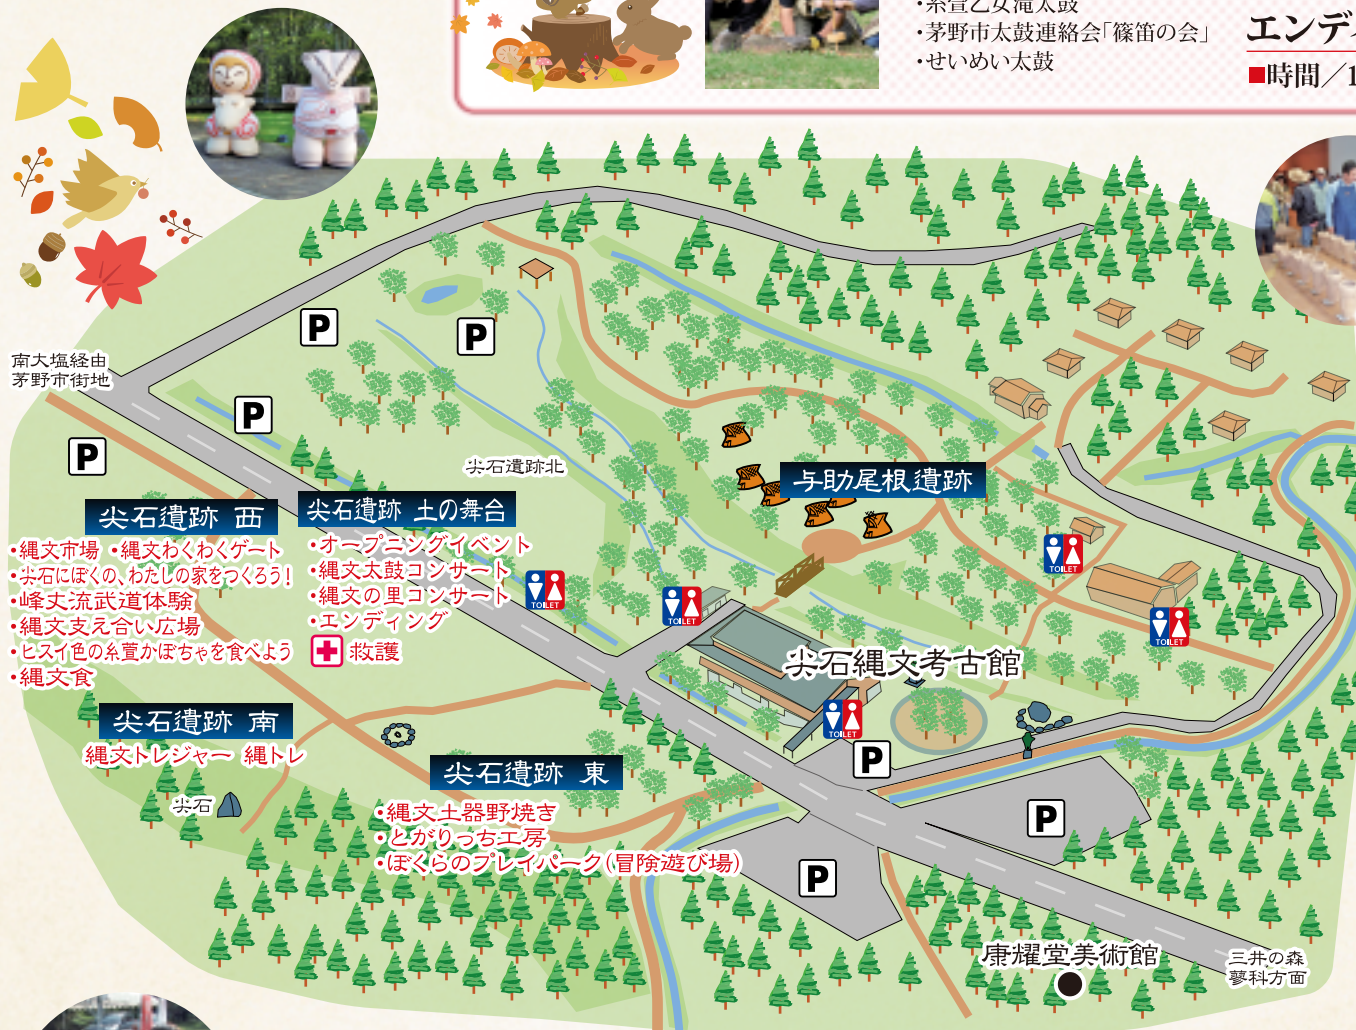 ・糸萱乙女滝太鼓
・茅野市太鼓連絡会「篠笛の会」
・せいめい太鼓
エンデ
■時間／1
P
P
南大塩経由
茅野市街地
P
P
尖石遺跡北
与助尾根遺跡
尖石遺跡 西
・縄文市場 ・縄文わくわくゲート
・尖石にぼくの、わたしの家をつくろう！
・峰丈流武道体験
・縄文支え合い広場
・ヒスイ色の糸萱かぼちゃを食べよう
・縄文食
尖石遺跡 土の舞台
・オープニングイベント
・縄文太鼓コンサート
・縄文の里コンサート
・エンディング
救護
TOILET
TOILET
TOILET
TOILET
尖石縄文考古館
TOILET
尖石遺跡 南
縄文トレジャー 縄トレ
尖石
尖石遺跡 東
・縄文土器野焼き
・とがりっち工房
・ぼくらのプレイパーク（冒険遊び場）
P
P
P
康耀堂美術館
三井の森
蓼科方面